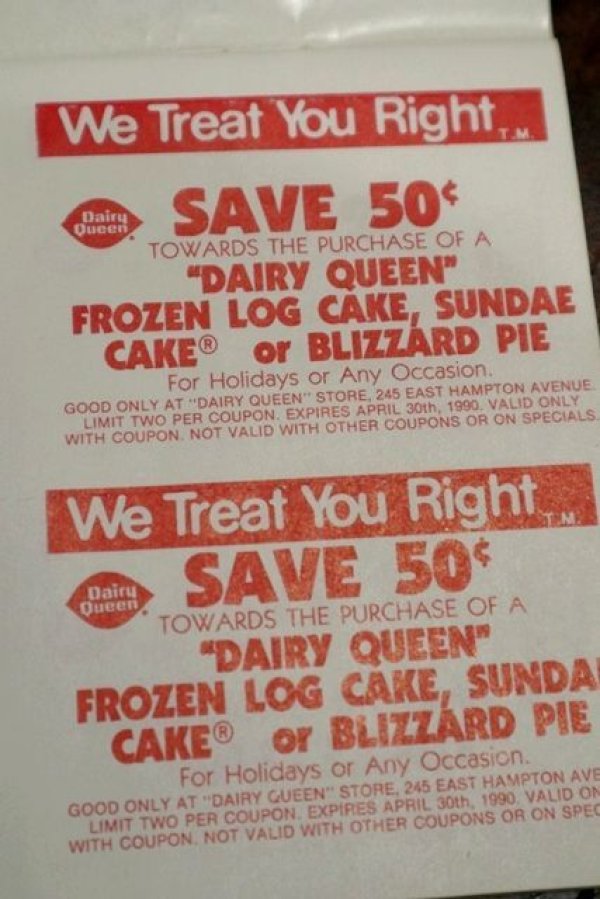 We Treat You Right T.M.
Dairy
Queen
SAVE 50¢
TOWARDS THE PURCHASE OF A
"DAIRY QUEEN"
FROZEN LOG CAKE, SUNDAE
CAKE® or BLIZZARD PIE
For Holidays or Any Occasion.
GOOD ONLY AT "DAIRY QUEEN" STORE, 245 EAST HAMPTON AVENUE.
LIMIT TWO PER COUPON. EXPIRES APRIL 30th, 1990. VALID ONLY
WITH COUPON. NOT VALID WITH OTHER COUPONS OR ON SPECIALS.
We Treat You Right T.M.
Dairy
Queen
SAVE 50¢
TOWARDS THE PURCHASE OF A
"DAIRY QUEEN"
FROZEN LOG CAKE, SUNDA
CAKE® or BLIZZARD PIE
For Holidays or Any Occasion.
GOOD ONLY AT "DAIRY QUEEN" STORE, 245 EAST HAMPTON AVE
LIMIT TWO PER COUPON. EXPIRES APRIL 30th, 1990. VALID ON
WITH COUPON. NOT VALID WITH OTHER COUPONS OR ON SPEC